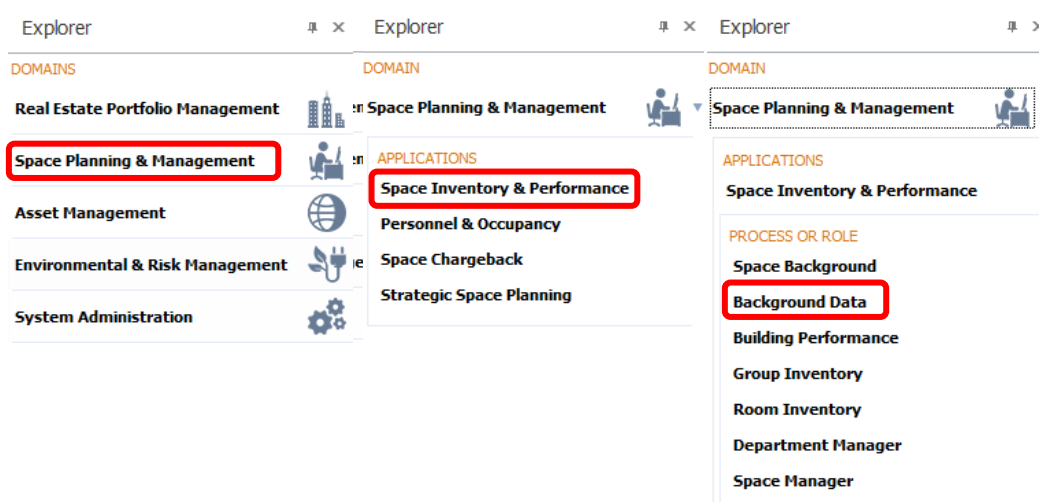 Explorer
DOMAINS
Real Estate Portfolio Management
Space Planning & Management
Asset Management
Environmental & Risk Management
System Administration
Explorer
DOMAIN
Space Planning & Management
APPLICATIONS
Space Inventory & Performance
Personnel & Occupancy
Space Chargeback
Strategic Space Planning
Explorer
DOMAIN
Space Planning & Management
APPLICATIONS
Space Inventory & Performance
PROCESS OR ROLE
Space Background
Background Data
Building Performance
Group Inventory
Room Inventory
Department Manager
Space Manager